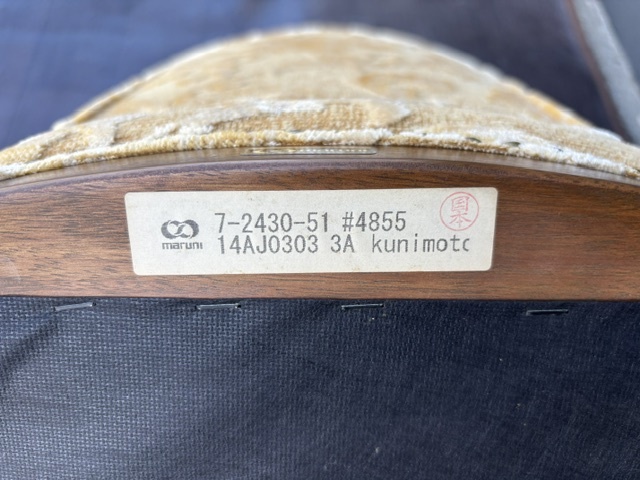 maruni
7-2430-51 #4855
14AJ0303 3A kunimoto
国本